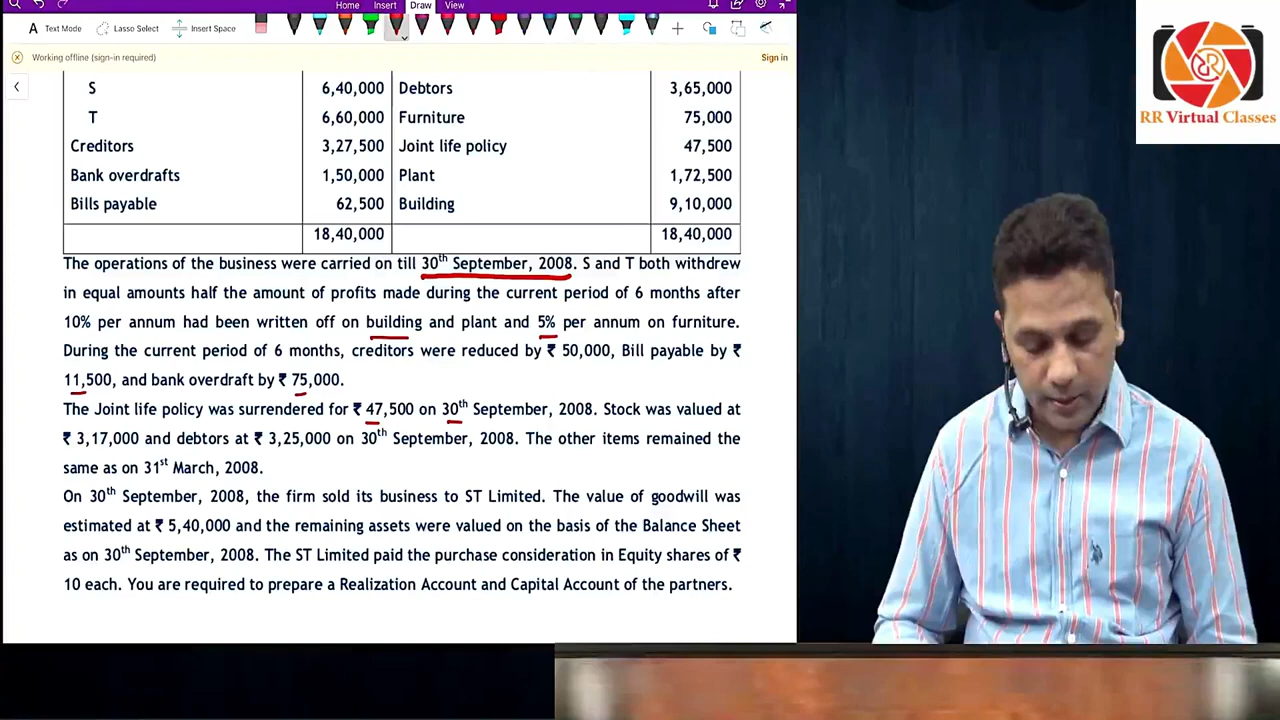 Home Insert Draw View
Text Mode Lasso Select Insert Space
Working offline (sign-in required) Sign in
S 6,40,000 Debtors 3,65,000
T 6,60,000 Furniture 75,000
Creditors 3,27,500 Joint life policy 47,500
Bank overdrafts 1,50,000 Plant 1,72,500
Bills payable 62,500 Building 9,10,000
18,40,000 18,40,000
The operations of the business were carried on till 30th September, 2008. S and T both withdrew
in equal amounts half the amount of profits made during the current period of 6 months after
10% per annum had been written off on building and plant and 5% per annum on furniture.
During the current period of 6 months, creditors were reduced by ₹ 50,000, Bill payable by ₹
11,500, and bank overdraft by ₹ 75,000.
The Joint life policy was surrendered for ₹ 47,500 on 30th September, 2008. Stock was valued at
₹ 3,17,000 and debtors at ₹ 3,25,000 on 30th September, 2008. The other items remained the
same as on 31st March, 2008.
On 30th September, 2008, the firm sold its business to ST Limited. The value of goodwill was
estimated at ₹ 5,40,000 and the remaining assets were valued on the basis of the Balance Sheet
as on 30th September, 2008. The ST Limited paid the purchase consideration in Equity shares of ₹
10 each. You are required to prepare a Realization Account and Capital Account of the partners.
RR Virtual Classes